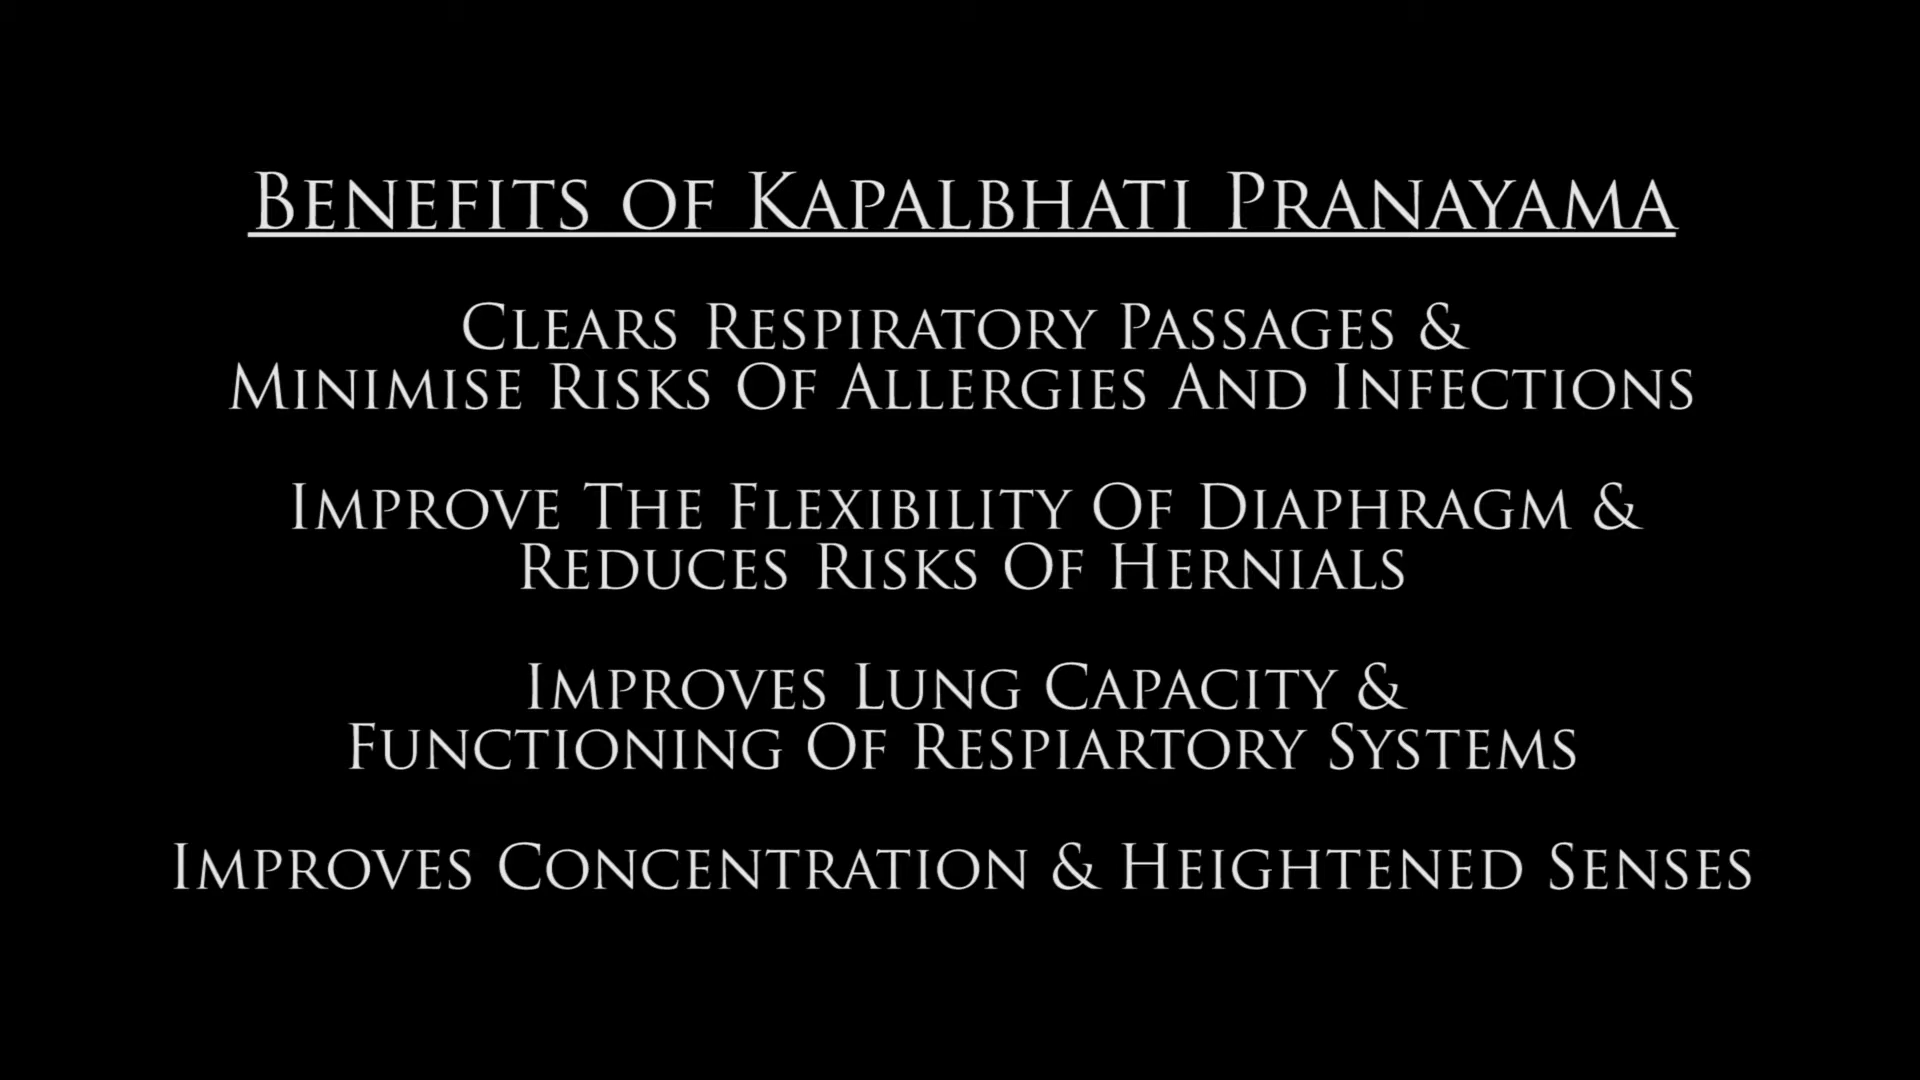 Benefits of Kapalbhati Pranayama
Clears Respiratory Passages &
Minimise Risks Of Allergies And Infections
Improve The Flexibility Of Diaphragm &
Reduces Risks Of Hernials
Improves Lung Capacity &
Functioning Of Respiartory Systems
Improves Concentration & Heightened Senses